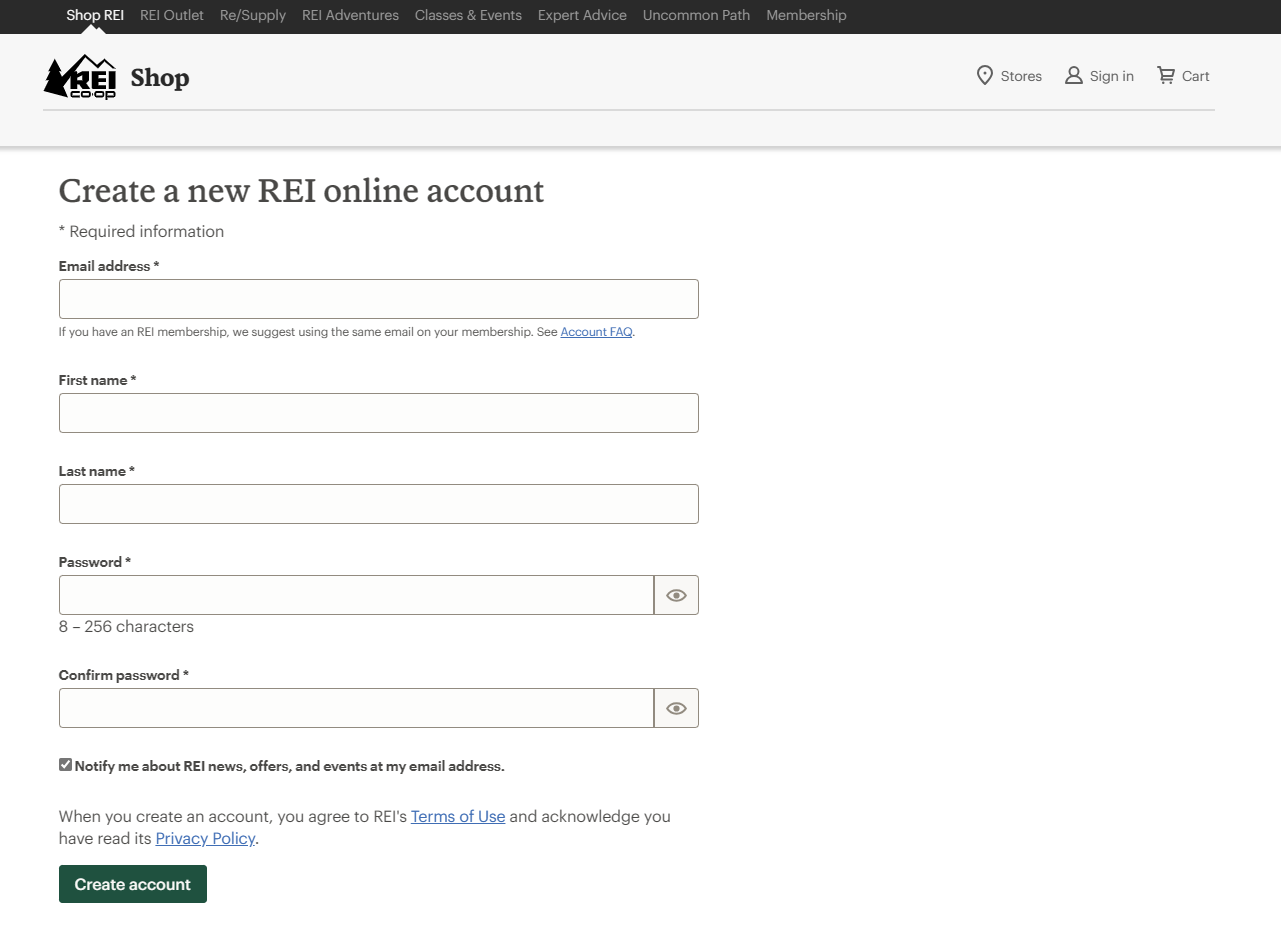 Shop REI REI Outlet Re/Supply REI Adventures Classes & Events Expert Advice Uncommon Path Membership
REI
CO·OP
Shop
Stores Sign in Cart
Create a new REI online account
* Required information
Email address *
If you have an REI membership, we suggest using the same email on your membership. See Account FAQ.
First name *
Last name *
Password *
8 – 256 characters
Confirm password *
Notify me about REI news, offers, and events at my email address.
When you create an account, you agree to REI's Terms of Use and acknowledge you
have read its Privacy Policy.
Create account